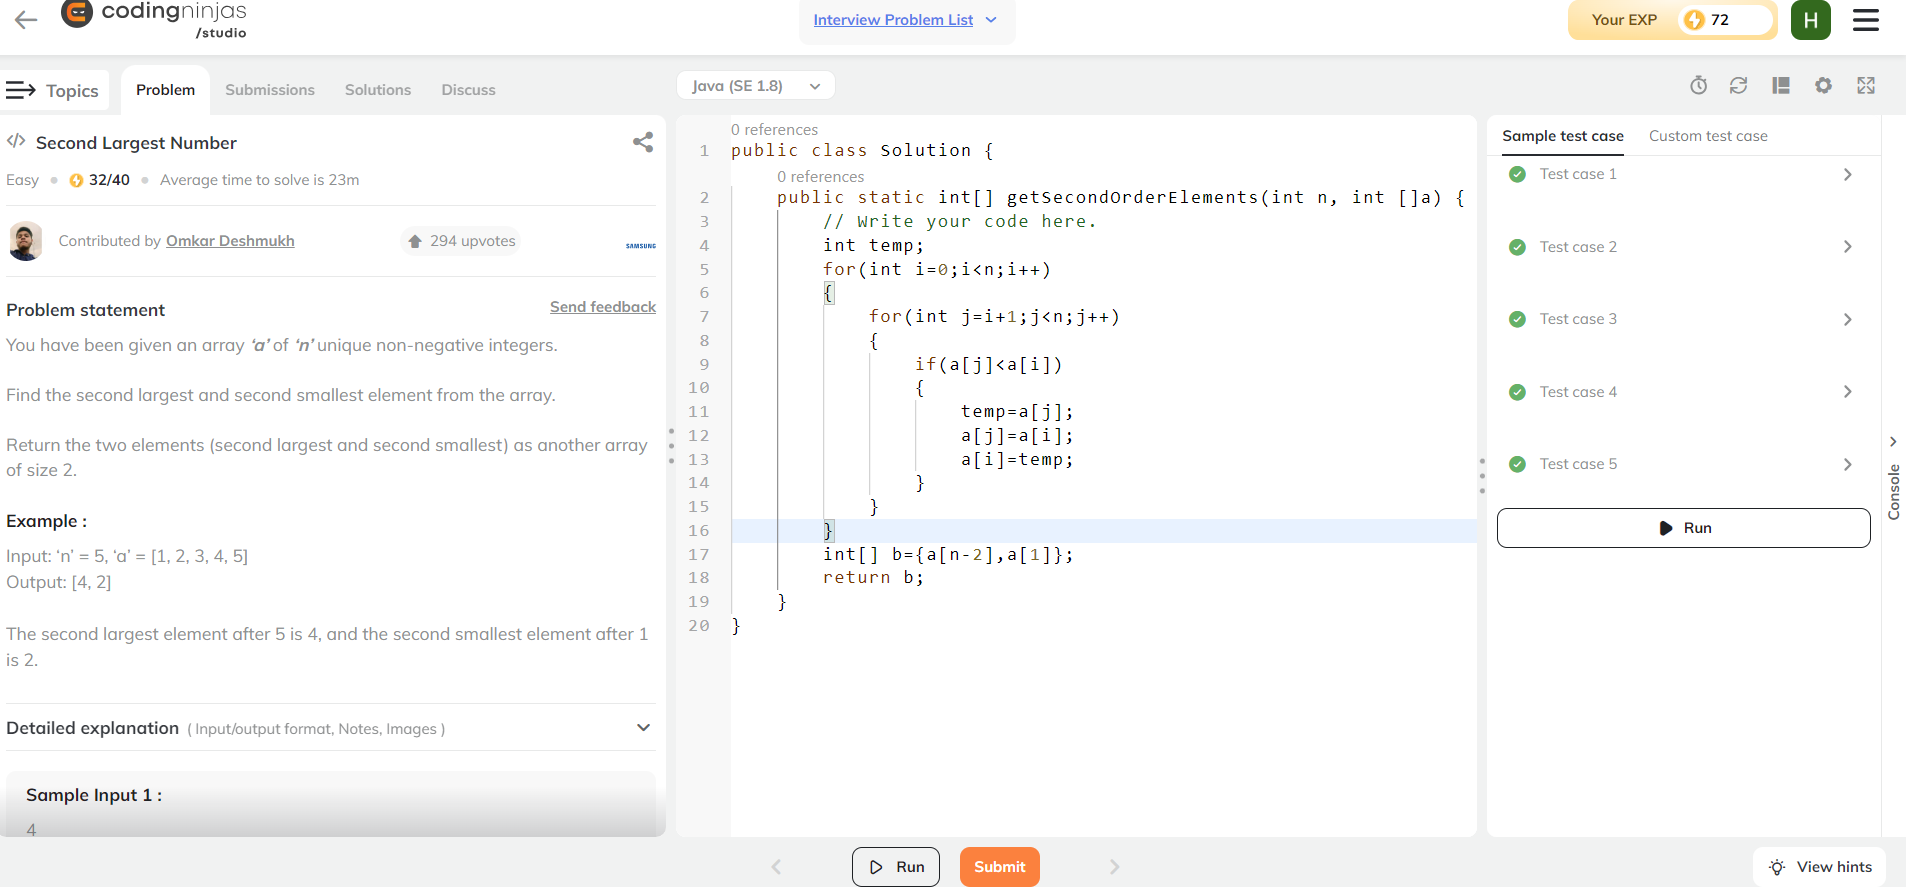 codingninjas
/studio
Interview Problem List
Your EXP 72
H
Topics
Problem
Submissions
Solutions
Discuss
Java (SE 1.8)
</> Second Largest Number
Easy • 32/40 • Average time to solve is 23m
Contributed by Omkar Deshmukh
294 upvotes
SAMSUNG
Problem statement
Send feedback
You have been given an array ‘a’ of ‘n’ unique non-negative integers.
Find the second largest and second smallest element from the array.
Return the two elements (second largest and second smallest) as another array
of size 2.
Example :
Input: ‘n’ = 5, ‘a’ = [1, 2, 3, 4, 5]
Output: [4, 2]
The second largest element after 5 is 4, and the second smallest element after 1
is 2.
Detailed explanation ( Input/output format, Notes, Images )
Sample Input 1 :
4
0 references
1 public class Solution {
0 references
2 public static int[] getSecondOrderElements(int n, int []a) {
3 // Write your code here.
4 int temp;
5 for(int i=0;i<n;i++)
6 {
7 for(int j=i+1;j<n;j++)
8 {
9 if(a[j]<a[i])
10 {
11 temp=a[j];
12 a[j]=a[i];
13 a[i]=temp;
14 }
15 }
16 }
17 int[] b={a[n-2],a[1]};
18 return b;
19 }
20 }
Sample test case
Custom test case
Test case 1
Test case 2
Test case 3
Test case 4
Test case 5
Run
Console
Run
Submit
View hints